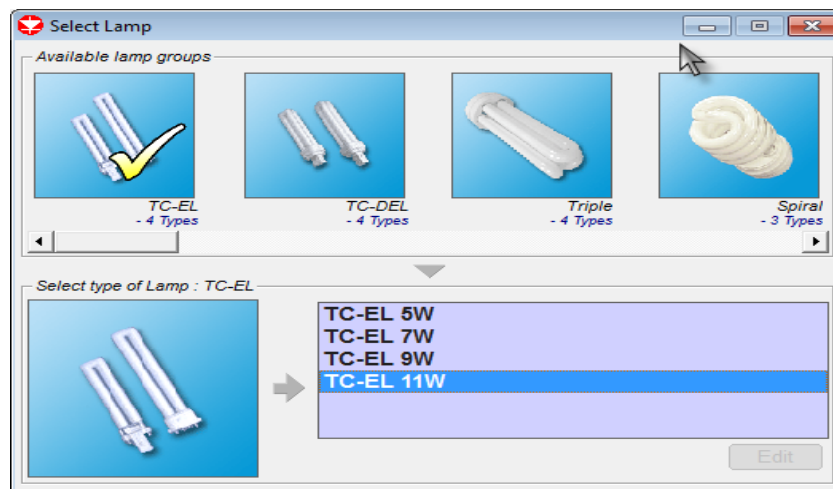 Select Lamp
Available lamp groups
TC-EL
- 4 Types
TC-DEL
- 4 Types
Triple
- 4 Types
Spiral
- 3 Types
Select type of Lamp : TC-EL
TC-EL 5W
TC-EL 7W
TC-EL 9W
TC-EL 11W
Edit